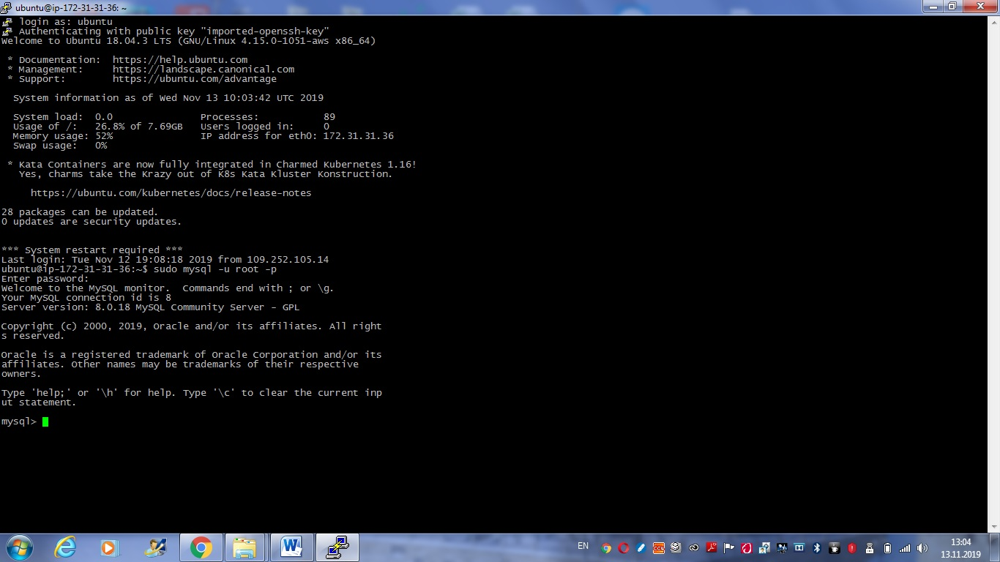 ubuntu@ip-172-31-31-36: ~
login as: ubuntu
Authenticating with public key "imported-openssh-key"
Welcome to Ubuntu 18.04.3 LTS (GNU/Linux 4.15.0-1051-aws x86_64)
* Documentation:  https://help.ubuntu.com
* Management:     https://landscape.canonical.com
* Support:        https://ubuntu.com/advantage
System information as of Wed Nov 13 10:03:42 UTC 2019
System load:  0.0               Processes:           89
Usage of /:   26.8% of 7.69GB   Users logged in:     0
Memory usage: 52%               IP address for eth0: 172.31.31.36
Swap usage:   0%
* Kata Containers are now fully integrated in Charmed Kubernetes 1.16!
Yes, charms take the Krazy out of K8s Kata Kluster Konstruction.
https://ubuntu.com/kubernetes/docs/release-notes
28 packages can be updated.
0 updates are security updates.
*** System restart required ***
Last login: Tue Nov 12 19:08:18 2019 from 109.252.105.14
ubuntu@ip-172-31-31-36:~$ sudo mysql -u root -p
Enter password:
Welcome to the MySQL monitor.  Commands end with ; or \g.
Your MySQL connection id is 8
Server version: 8.0.18 MySQL Community Server - GPL
Copyright (c) 2000, 2019, Oracle and/or its affiliates. All right
s reserved.
Oracle is a registered trademark of Oracle Corporation and/or its
affiliates. Other names may be trademarks of their respective
owners.
Type 'help;' or '\h' for help. Type '\c' to clear the current inp
ut statement.
mysql>
EN
13:04
13.11.2019